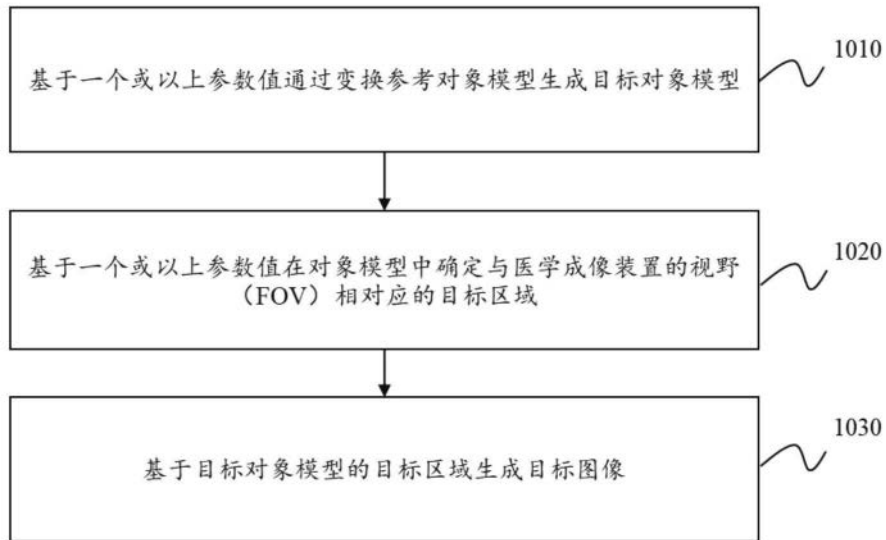 基于一个或以上参数值通过变换参考对象模型生成目标对象模型
1010
基于一个或以上参数值在对象模型中确定与医学成像装置的视野
（FOV）相对应的目标区域
1020
基于目标对象模型的目标区域生成目标图像
1030